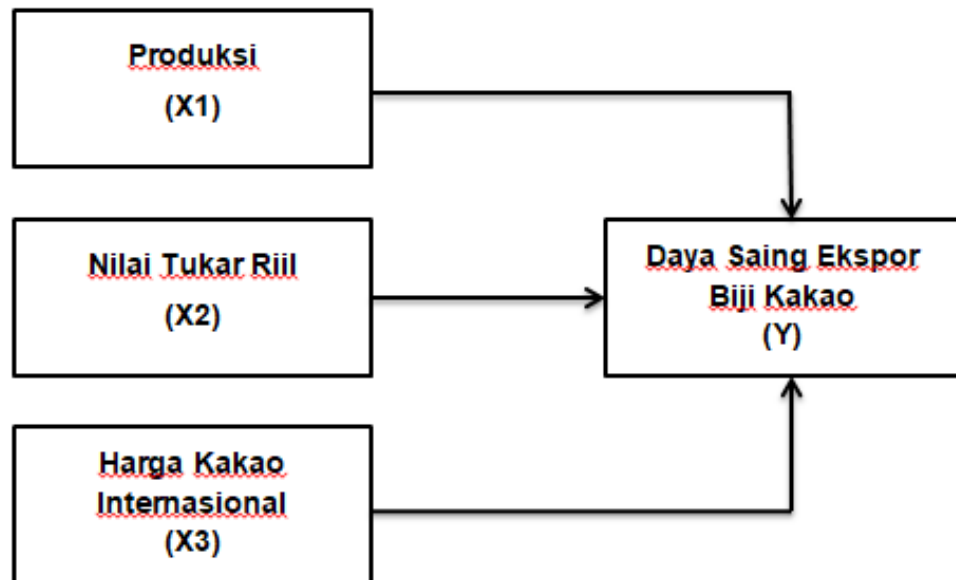 Produksi
(X1)
Nilai Tukar Riil
(X2)
Harga Kakao
Internasional
(X3)
Daya Saing Ekspor
Biji Kakao
(Y)